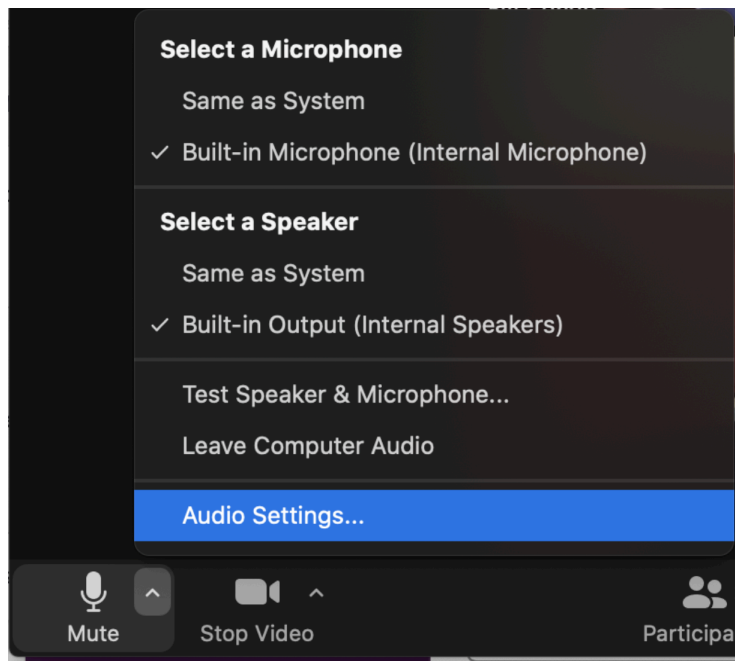 Select a Microphone
Same as System
Built-in Microphone (Internal Microphone)
Select a Speaker
Same as System
Built-in Output (Internal Speakers)
Test Speaker & Microphone...
Leave Computer Audio
Audio Settings...
Mute
Stop Video
Participa